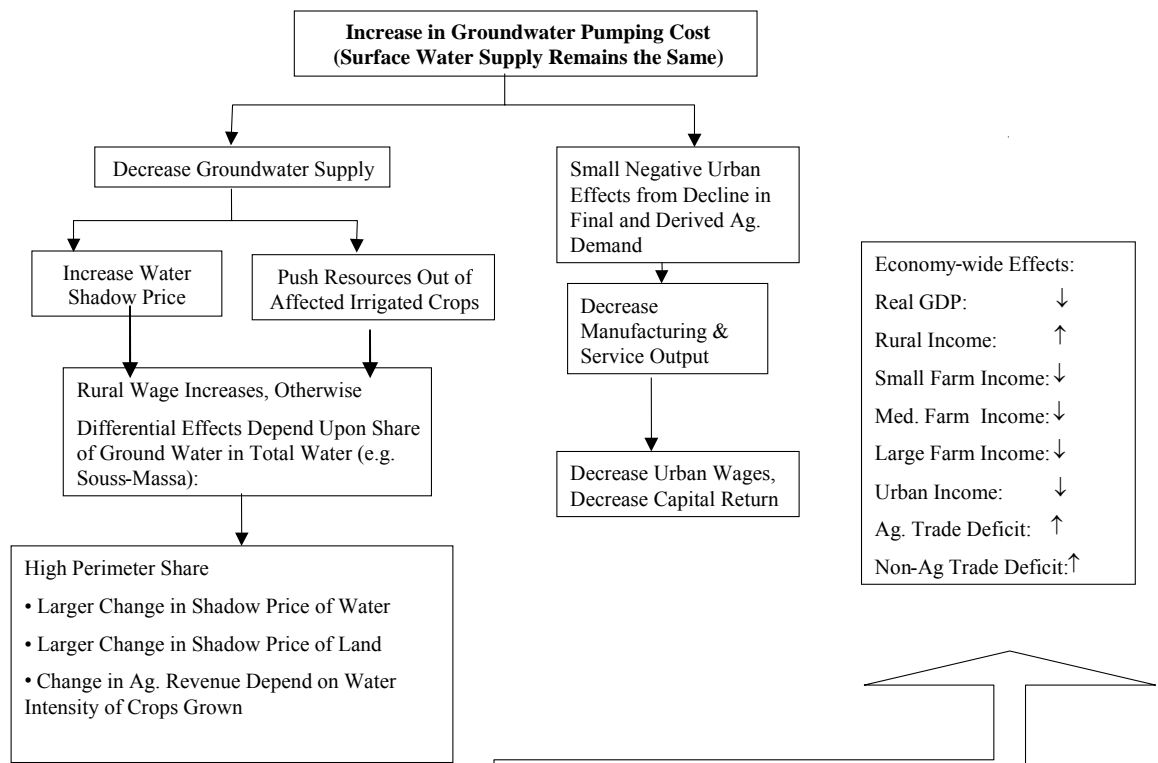 Increase in Groundwater Pumping Cost
(Surface Water Supply Remains the Same)
Decrease Groundwater Supply
Small Negative Urban
Effects from Decline in
Final and Derived Ag.
Demand
Increase Water
Shadow Price
Push Resources Out of
Affected Irrigated Crops
Decrease
Manufacturing &
Service Output
Rural Wage Increases, Otherwise
Differential Effects Depend Upon Share
of Ground Water in Total Water (e.g.
Souss-Massa):
Decrease Urban Wages,
Decrease Capital Return
High Perimeter Share
• Larger Change in Shadow Price of Water
• Larger Change in Shadow Price of Land
• Change in Ag. Revenue Depend on Water
Intensity of Crops Grown
Economy-wide Effects:
Real GDP: ↓
Rural Income: ↑
Small Farm Income: ↓
Med. Farm Income: ↓
Large Farm Income: ↓
Urban Income: ↓
Ag. Trade Deficit: ↑
Non-Ag Trade Deficit: ↑